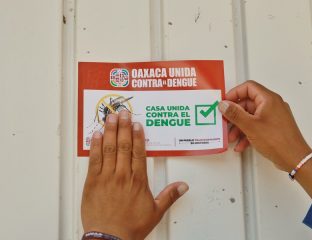 OAXACA UNIDA
CONTRA EL DENGUE
CASA UNIDA
CONTRA EL
DENGUE